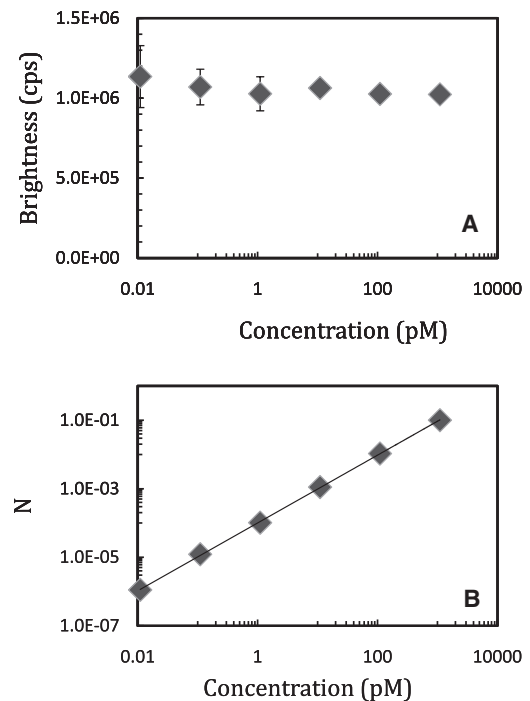 1.5E+06
1.0E+06
5.0E+05
0.0E+00
Brightness (cps)
A
0.01 1 100 10000
Concentration (pM)
1.0E-01
1.0E-03
1.0E-05
1.0E-07
N
B
0.01 1 100 10000
Concentration (pM)